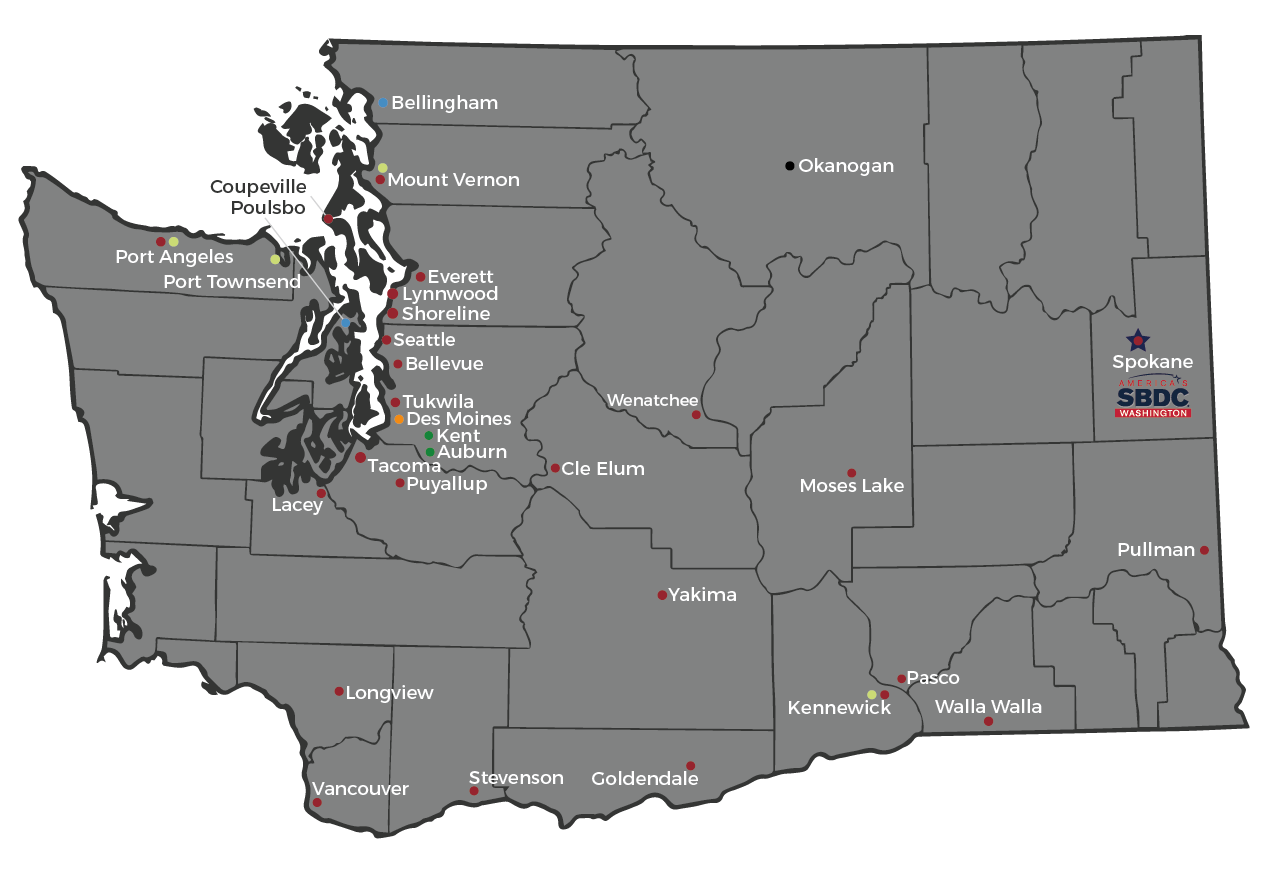 Bellingham
Okanogan
Mount Vernon
Coupeville
Poulsbo
Port Angeles
Port Townsend
Everett
Lynnwood
Shoreline
Seattle
Bellevue
Spokane
AMERICA'S
SBDC
WASHINGTON
Wenatchee
Tukwila
Des Moines
Kent
Auburn
Tacoma
Cle Elum
Puyallup
Moses Lake
Lacey
Pullman
Yakima
Pasco
Longview
Kennewick
Walla Walla
Stevenson
Goldendale
Vancouver